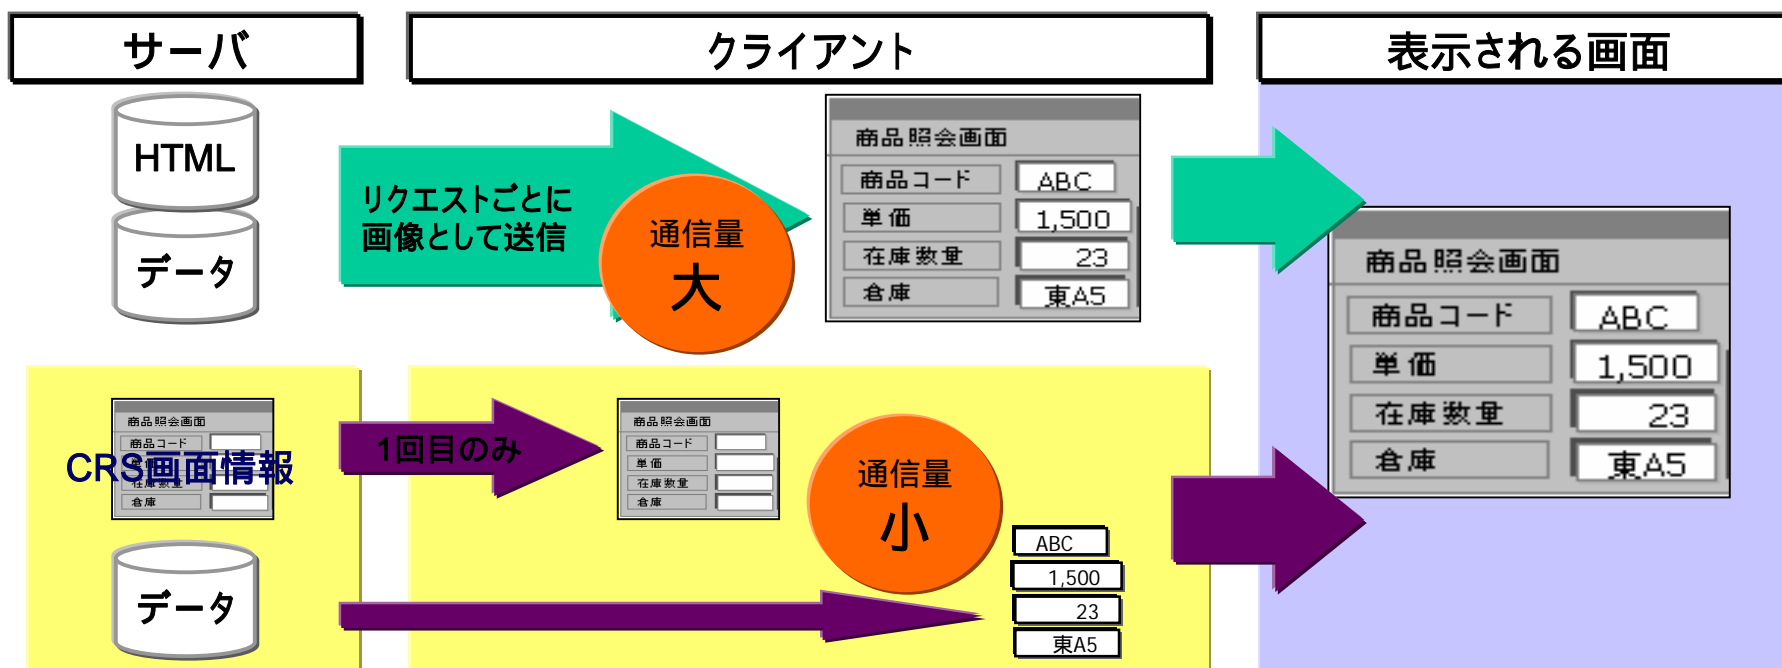 サーバ
クライアント
表示される画面
HTML
データ
リクエストごとに
画像として送信
通信量
大
商品照会画面
商品コード ABC
単価 1,500
在庫数量 23
倉庫 東A5
商品照会画面
商品コード ABC
単価 1,500
在庫数量 23
倉庫 東A5
商品照会画面
商品コード
単価
在庫数量
倉庫
CRS画面情報
1回目のみ
商品照会画面
商品コード
単価
在庫数量
倉庫
通信量
小
データ
ABC
1,500
23
東A5